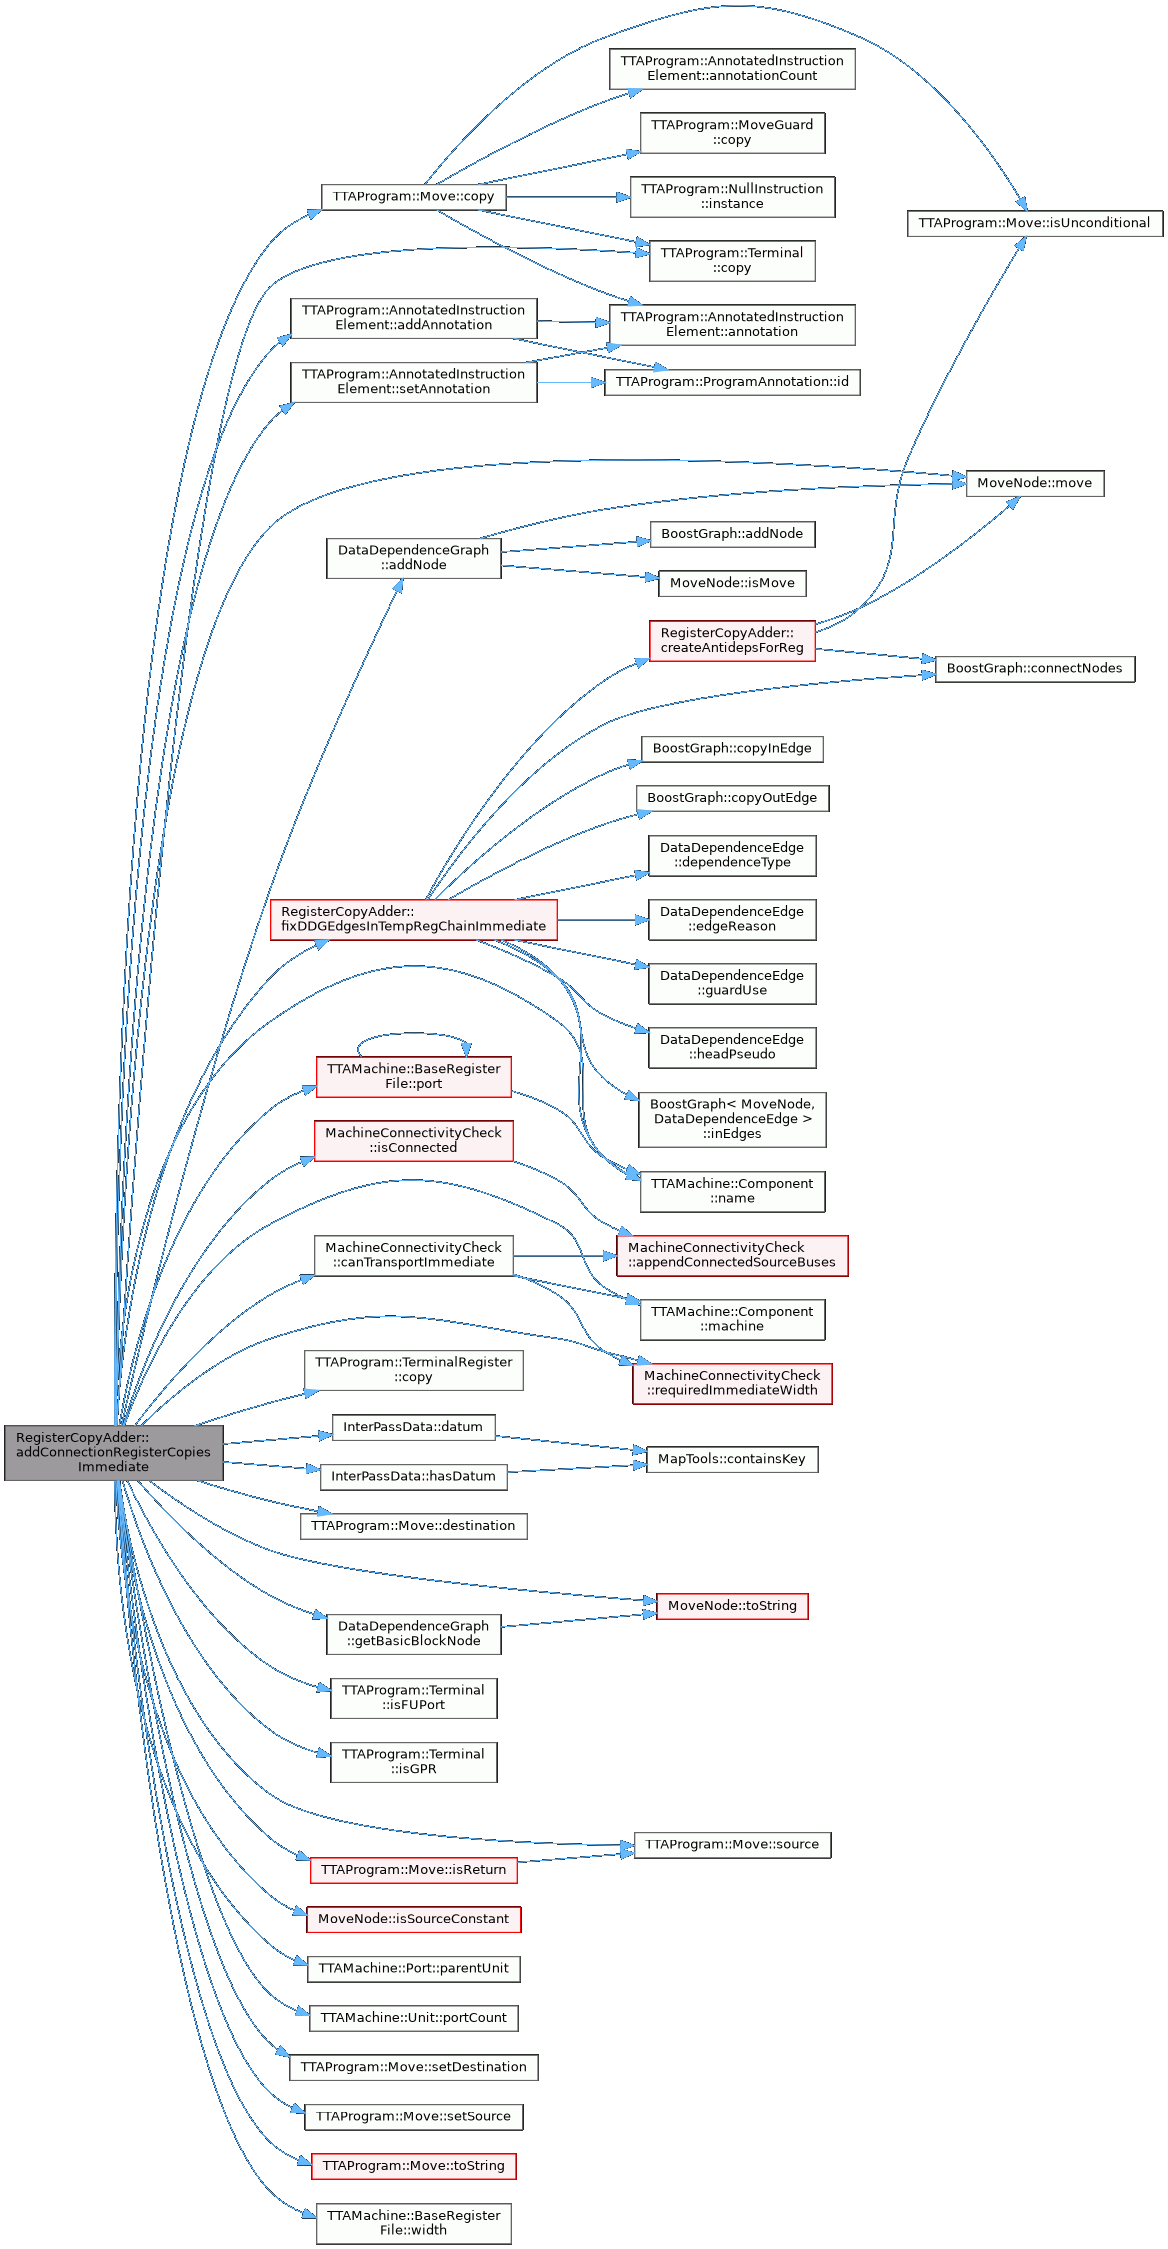 TTAProgram::AnnotatedInstruction
Element::annotationCount
TTAProgram::MoveGuard
::copy
TTAProgram::Move::copy
TTAProgram::NullInstruction
::instance
TTAProgram::Move::isUnconditional
TTAProgram::Terminal
::copy
TTAProgram::AnnotatedInstruction
Element::addAnnotation
TTAProgram::AnnotatedInstruction
Element::annotation
TTAProgram::AnnotatedInstruction
Element::setAnnotation
TTAProgram::ProgramAnnotation::id
MoveNode::move
DataDependenceGraph
::addNode
BoostGraph::addNode
MoveNode::isMove
RegisterCopyAdder::
createAntidepsForReg
BoostGraph::connectNodes
BoostGraph::copyInEdge
BoostGraph::copyOutEdge
DataDependenceEdge
::dependenceType
RegisterCopyAdder::
fixDDGEdgesInTempRegChainImmediate
DataDependenceEdge
::edgeReason
DataDependenceEdge
::guardUse
DataDependenceEdge
::headPseudo
TTAMachine::BaseRegister
File::port
BoostGraph< MoveNode,
DataDependenceEdge >
::inEdges
MachineConnectivityCheck
::isConnected
TTAMachine::Component
::name
MachineConnectivityCheck
::canTransportImmediate
MachineConnectivityCheck
::appendConnectedSourceBuses
TTAMachine::Component
::machine
TTAProgram::TerminalRegister
::copy
MachineConnectivityCheck
::requiredImmediateWidth
RegisterCopyAdder::
addConnectionRegisterCopies
Immediate
InterPassData::datum
InterPassData::hasDatum
MapTools::containsKey
TTAProgram::Move::destination
MoveNode::toString
DataDependenceGraph
::getBasicBlockNode
TTAProgram::Terminal
::isFUPort
TTAProgram::Terminal
::isGPR
TTAProgram::Move::source
TTAProgram::Move::isReturn
MoveNode::isSourceConstant
TTAMachine::Port::parentUnit
TTAMachine::Unit::portCount
TTAProgram::Move::setDestination
TTAProgram::Move::setSource
TTAProgram::Move::toString
TTAMachine::BaseRegister
File::width